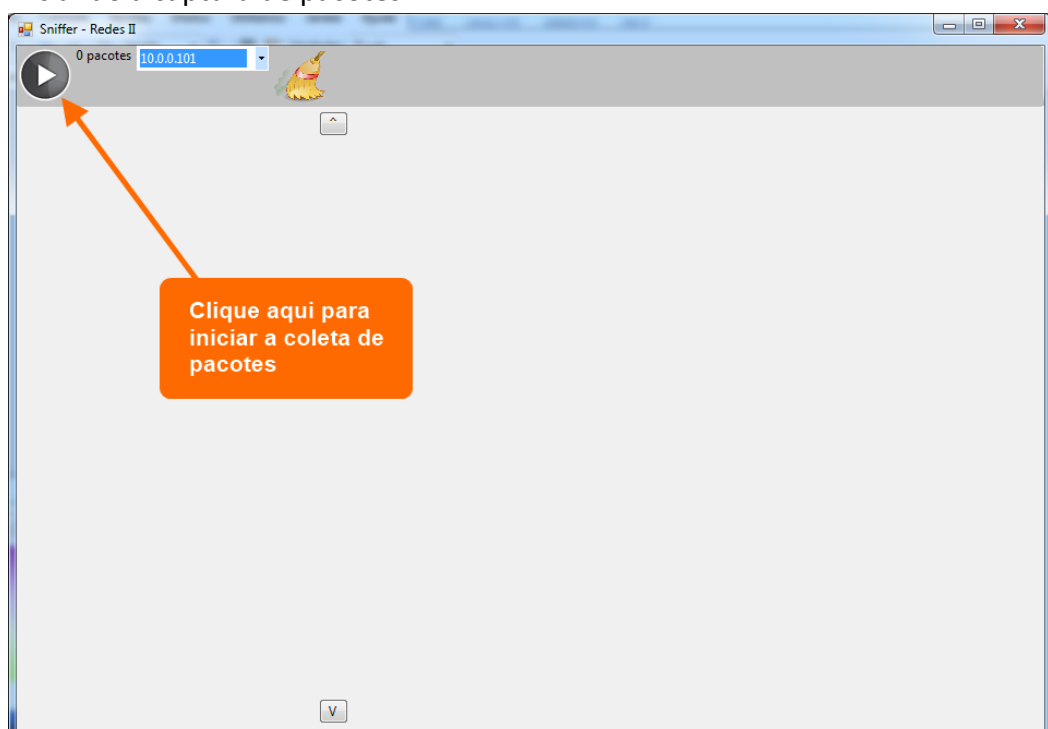 Sniffer - Redes II
0 pacotes 10.0.0.101
^
Clique aqui para
iniciar a coleta de
pacotes
V